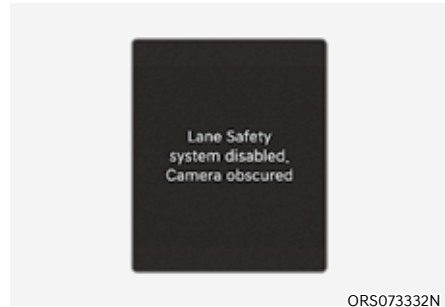 Lane Safety
system disabled,
Camera obscured
ORS073332N